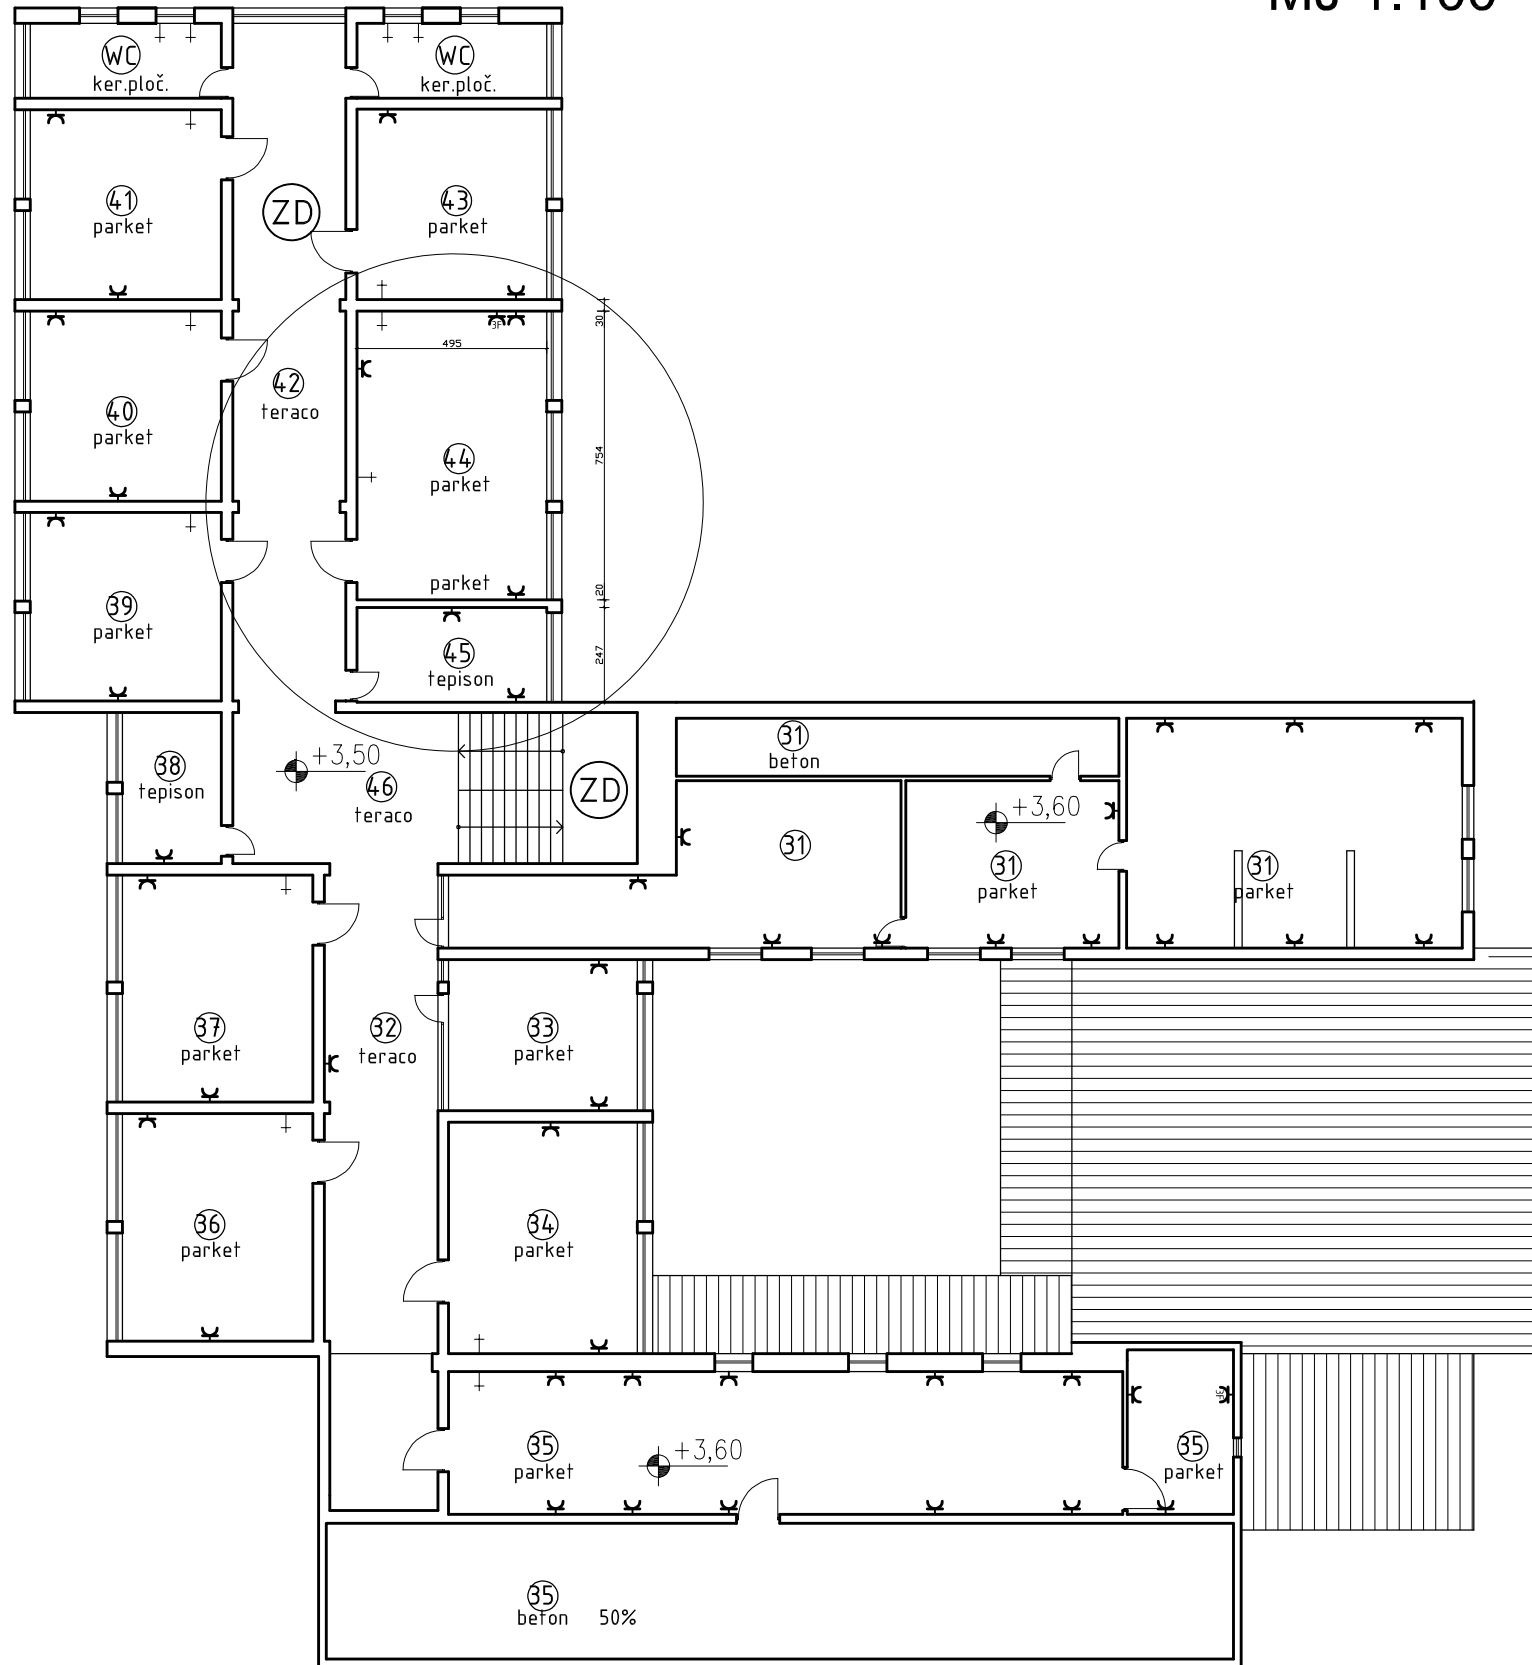 MJ 1:100
WC
ker.ploč.
WC
ker.ploč.
41
parket
ZD
43
parket
3F
30
495
42
teraco
40
parket
44
parket
754
parket
20
39
parket
45
tepison
247
38
tepison
+3,50
46
teraco
ZD
31
beton
+3,60
31
31
parket
31
parket
37
parket
32
teraco
33
parket
36
parket
34
parket
3F
35
parket
+3,60
35
parket
35
beton 50%